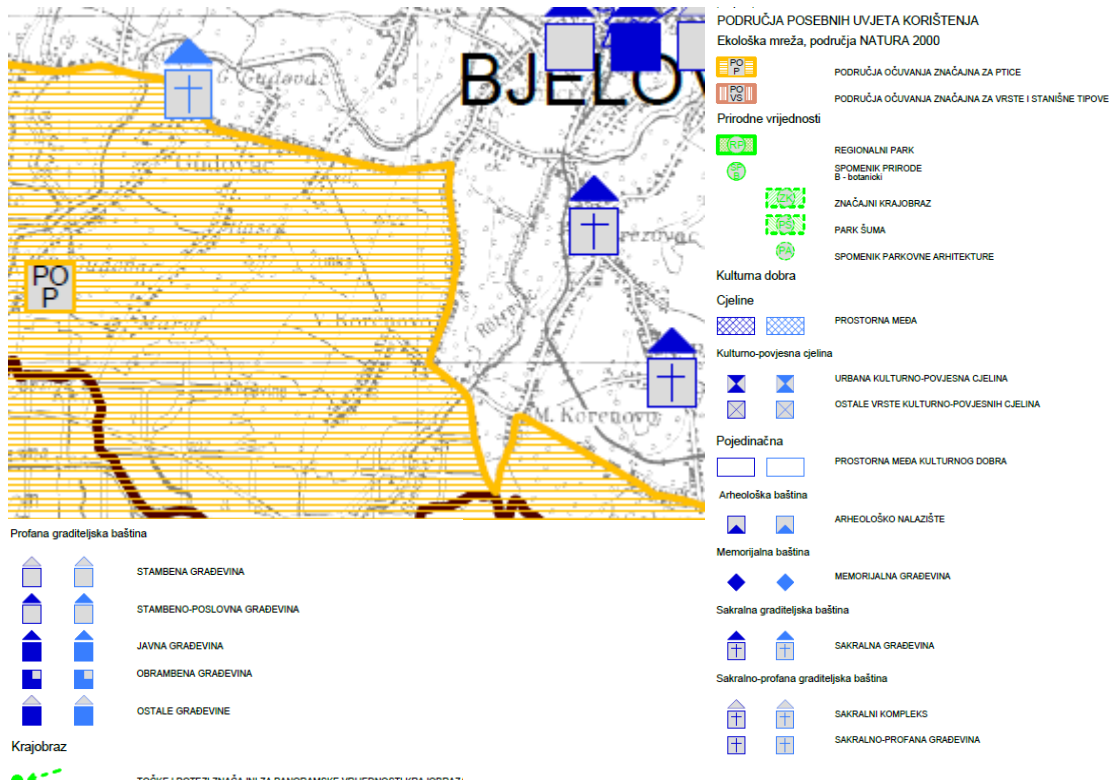 G. Gudovac
BJELOV
Gudovac
PO
P
V. Korenovo
M. Korenovo
Profana graditeljska baština
STAMBENA GRAĐEVINA
STAMBENO-POSLOVNA GRAĐEVINA
JAVNA GRAĐEVINA
OBRAMBENA GRAĐEVINA
OSTALE GRAĐEVINE
Krajobraz
PODRUČJA POSEBNIH UVJETA KORIŠTENJA
Ekološka mreža, područja NATURA 2000
PO
P
PODRUČJA OČUVANJA ZNAČAJNA ZA PTICE
PO
VS
PODRUČJA OČUVANJA ZNAČAJNA ZA VRSTE I STANIŠNE TIPOVE
Prirodne vrijednosti
RP
REGIONALNI PARK
SPOMENIK PRIRODE
B - botanički
ZK
ZNAČAJNI KRAJOBRAZ
PŠ
PARK ŠUMA
PA
SPOMENIK PARKOVNE ARHITEKTURE
Kulturna dobra
Cjeline
PROSTORNA MEĐA
Kulturno-povjesna cjelina
URBANA KULTURNO-POVJESNA CJELINA
OSTALE VRSTE KULTURNO-POVJESNIH CJELINA
Pojedinačna
PROSTORNA MEĐA KULTURNOG DOBRA
Arheološka baština
ARHEOLOŠKO NALAZIŠTE
Memorijalna baština
MEMORIJALNA GRAĐEVINA
Sakralna graditeljska baština
SAKRALNA GRAĐEVINA
Sakralno-profana graditeljska baština
SAKRALNI KOMPLEKS
SAKRALNO-PROFANA GRAĐEVINA